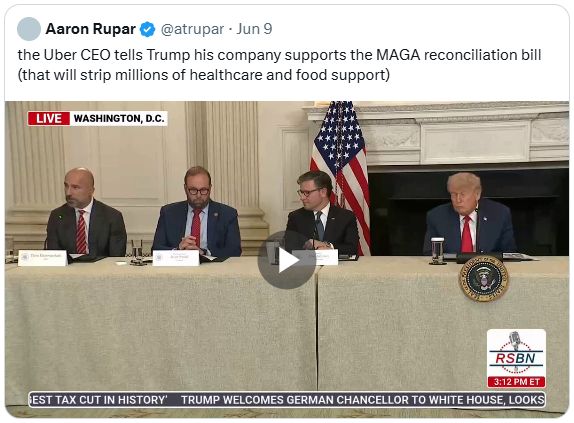 Aaron Rupar @atrupar · Jun 9
the Uber CEO tells Trump his company supports the MAGA reconciliation bill
(that will strip millions of healthcare and food support)
LIVE WASHINGTON, D.C.
RSBN
3:12 PM ET
EST TAX CUT IN HISTORY' TRUMP WELCOMES GERMAN CHANCELLOR TO WHITE HOUSE, LOOKS